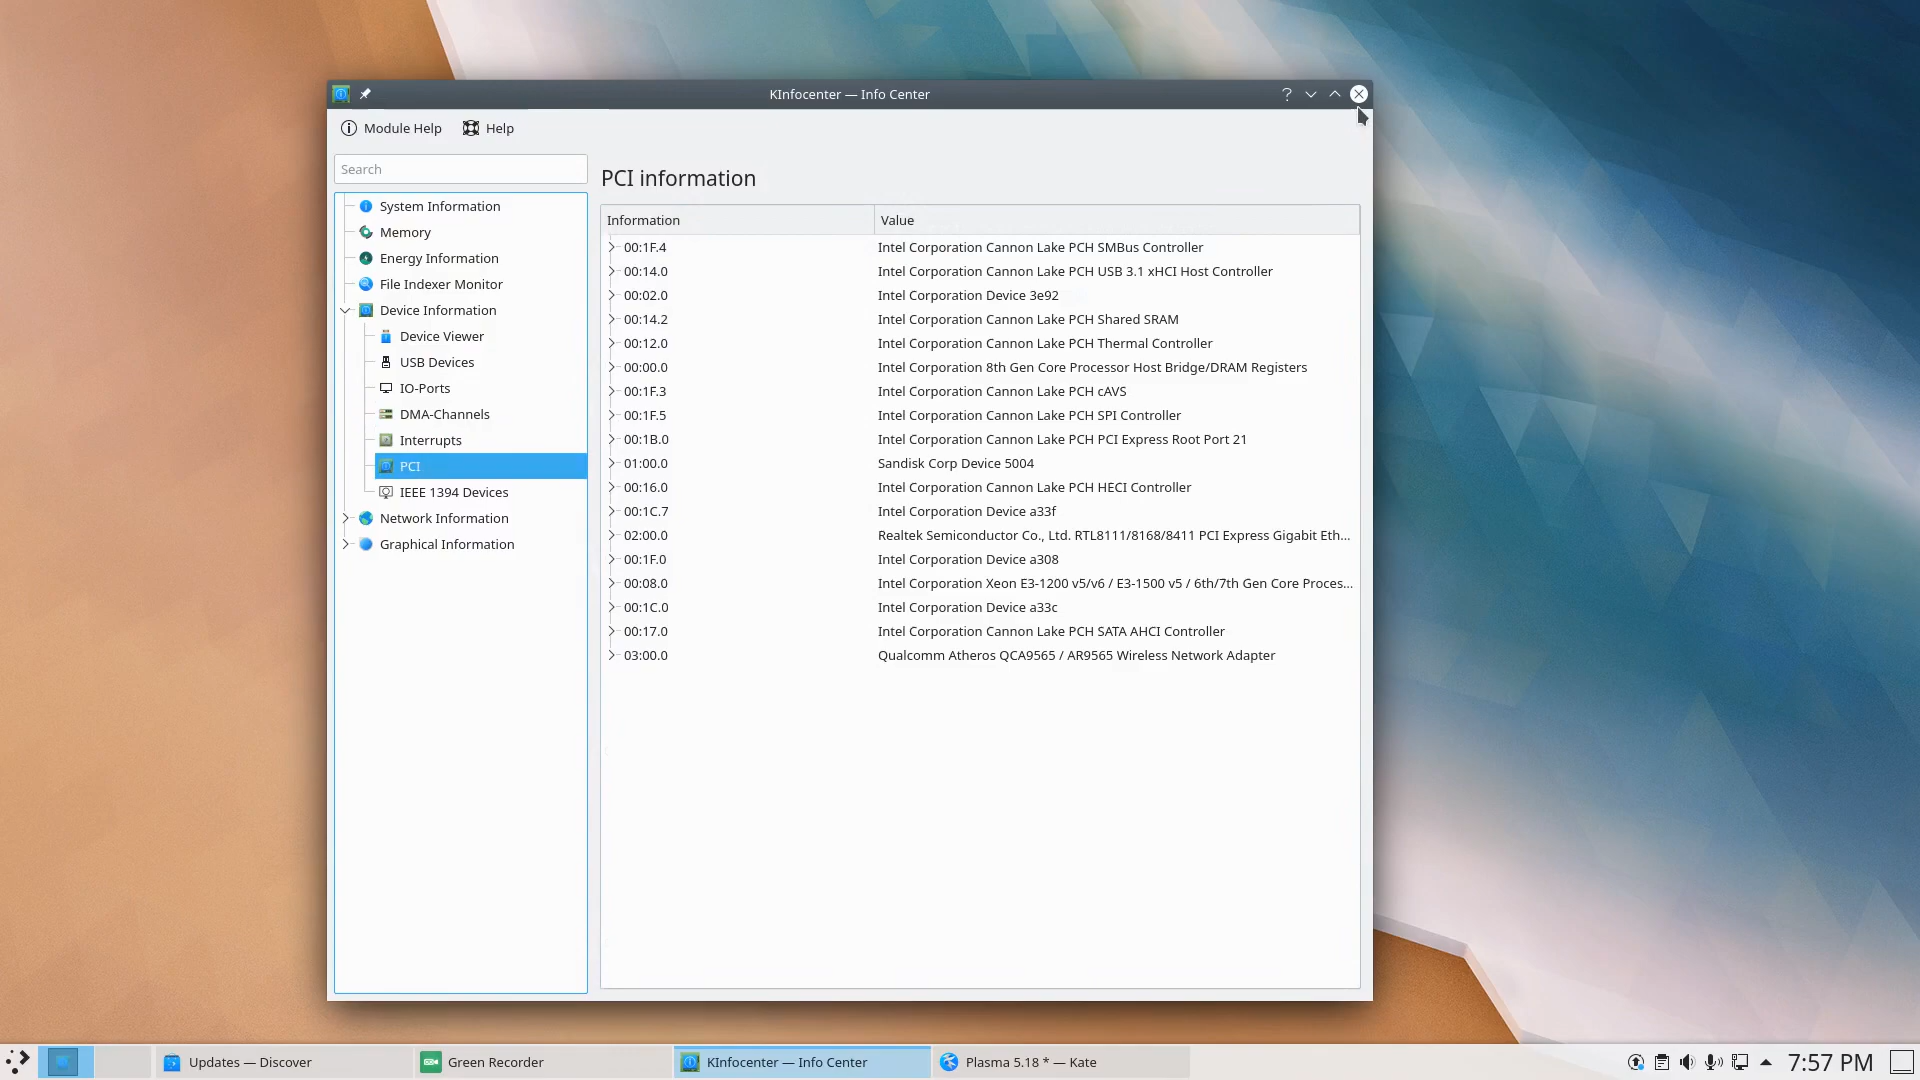 KInfocenter — Info Center
Module Help
Help
Search
System Information
Memory
Energy Information
File Indexer Monitor
Device Information
Device Viewer
USB Devices
IO-Ports
DMA-Channels
Interrupts
PCI
IEEE 1394 Devices
Network Information
Graphical Information
PCI information
Information Value
00:1F.4 Intel Corporation Cannon Lake PCH SMBus Controller
00:14.0 Intel Corporation Cannon Lake PCH USB 3.1 xHCI Host Controller
00:02.0 Intel Corporation Device 3e92
00:14.2 Intel Corporation Cannon Lake PCH Shared SRAM
00:12.0 Intel Corporation Cannon Lake PCH Thermal Controller
00:00.0 Intel Corporation 8th Gen Core Processor Host Bridge/DRAM Registers
00:1F.3 Intel Corporation Cannon Lake PCH cAVS
00:1F.5 Intel Corporation Cannon Lake PCH SPI Controller
00:1B.0 Intel Corporation Cannon Lake PCH PCI Express Root Port 21
01:00.0 Sandisk Corp Device 5004
00:16.0 Intel Corporation Cannon Lake PCH HECI Controller
00:1C.7 Intel Corporation Device a33f
02:00.0 Realtek Semiconductor Co., Ltd. RTL8111/8168/8411 PCI Express Gigabit Eth...
00:1F.0 Intel Corporation Device a308
00:08.0 Intel Corporation Xeon E3-1200 v5/v6 / E3-1500 v5 / 6th/7th Gen Core Proces...
00:1C.0 Intel Corporation Device a33c
00:17.0 Intel Corporation Cannon Lake PCH SATA AHCI Controller
03:00.0 Qualcomm Atheros QCA9565 / AR9565 Wireless Network Adapter
Updates — Discover
Green Recorder
KInfocenter — Info Center
Plasma 5.18 * — Kate
7:57 PM